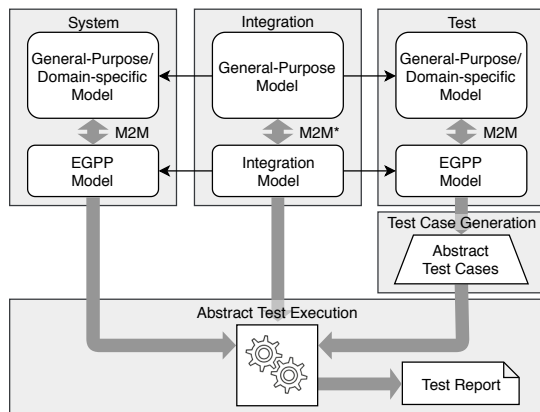 System
Integration
Test
General-Purpose/
Domain-specific
Model
General-Purpose
Model
General-Purpose/
Domain-specific
Model
M2M
M2M*
M2M
EGPP
Model
Integration
Model
EGPP
Model
Test Case Generation
Abstract
Test Cases
Abstract Test Execution
Test Report